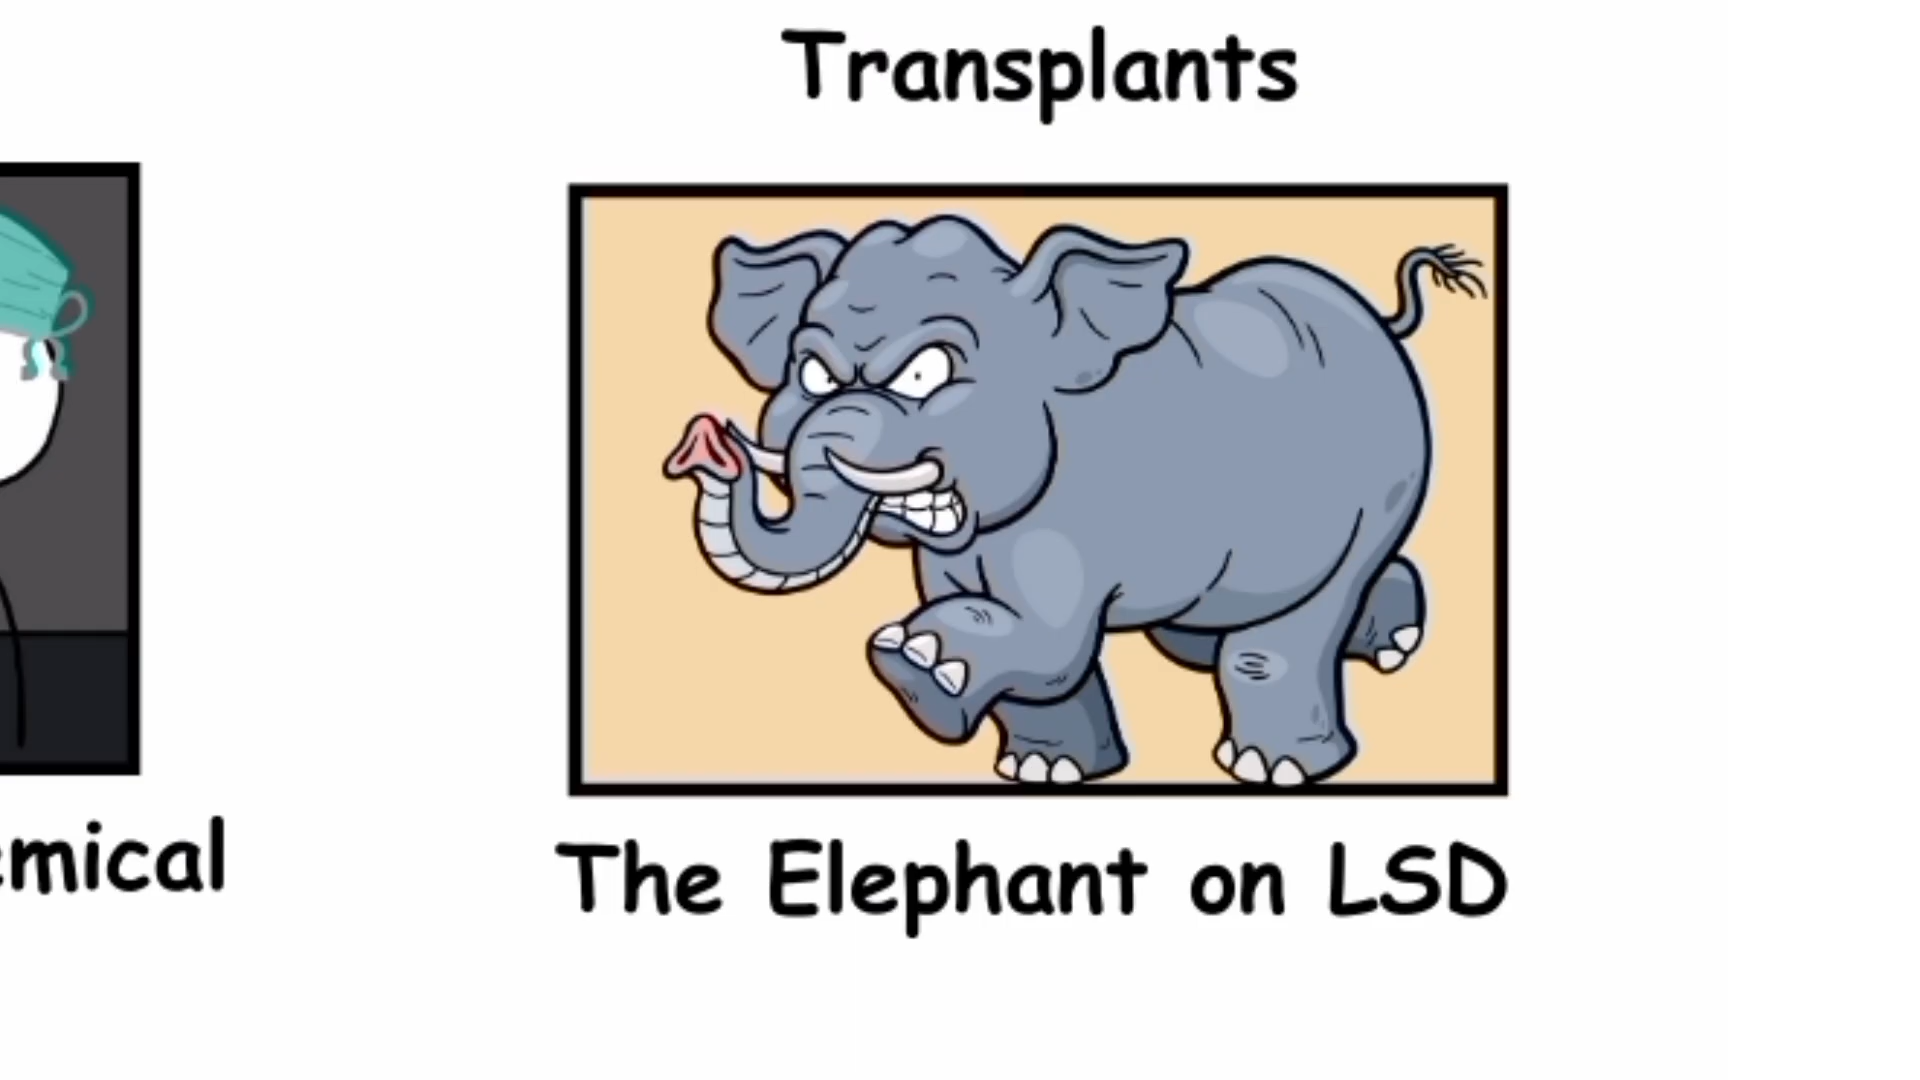 Transplants
emical
The Elephant on LSD